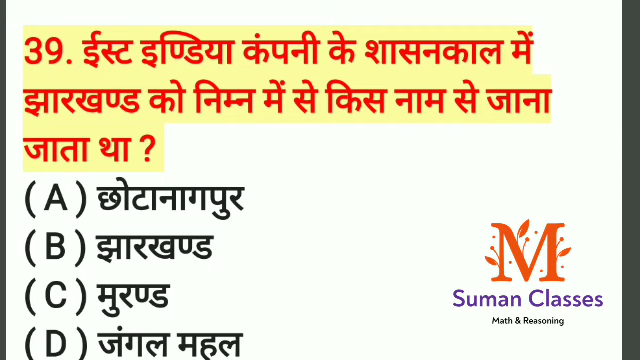 39. ईस्ट इण्डिया कंपनी के शासनकाल में
झारखण्ड को निम्न में से किस नाम से जाना
जाता था ?
( A ) छोटानागपुर
( B ) झारखण्ड
( C ) मुरण्ड
( D ) जंगल महल
M
Suman Classes
Math & Reasoning